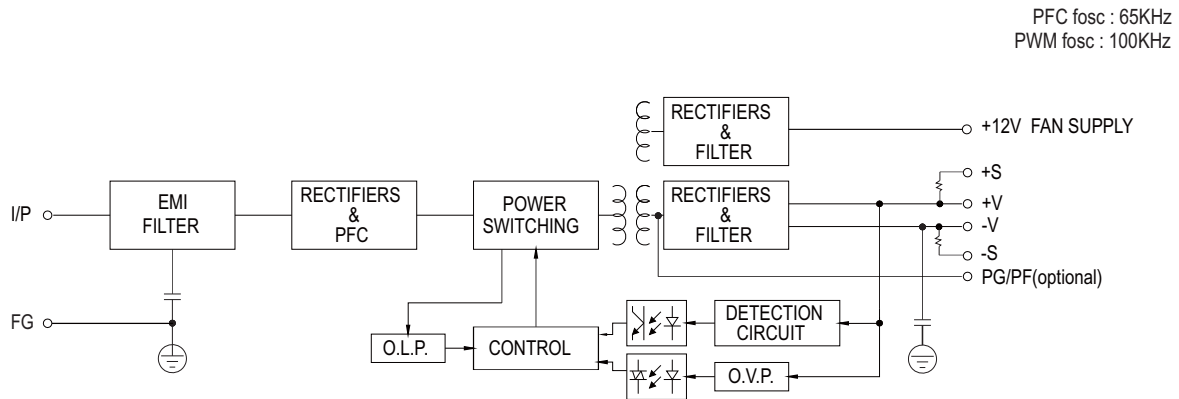 PFC fosc : 65KHz
PWM fosc : 100KHz
RECTIFIERS
&
FILTER
+12V FAN SUPPLY
I/P
EMI
FILTER
RECTIFIERS
&
PFC
POWER
SWITCHING
RECTIFIERS
&
FILTER
+S
+V
-V
-S
PG/PF(optional)
FG
O.L.P.
CONTROL
DETECTION
CIRCUIT
O.V.P.